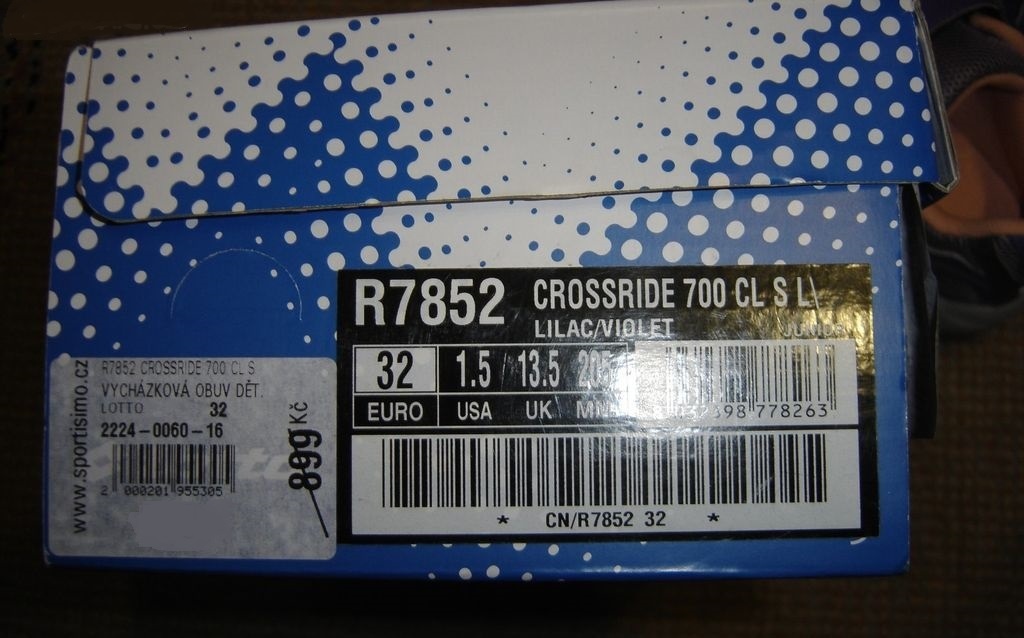 R7852 CROSSRIDE 700 CL S L\
LILAC/VIOLET JUNIOR
32 1.5 13.5
EURO USA UK
778263
* CN/R7852 32 *
www.sportisimo.cz
R7852 CROSSRIDE 700 CL S
VYCHÁZKOVÁ OBUV DĚT.
LOTTO 32
2224-0060-16
2 000201 955305
899 Kč